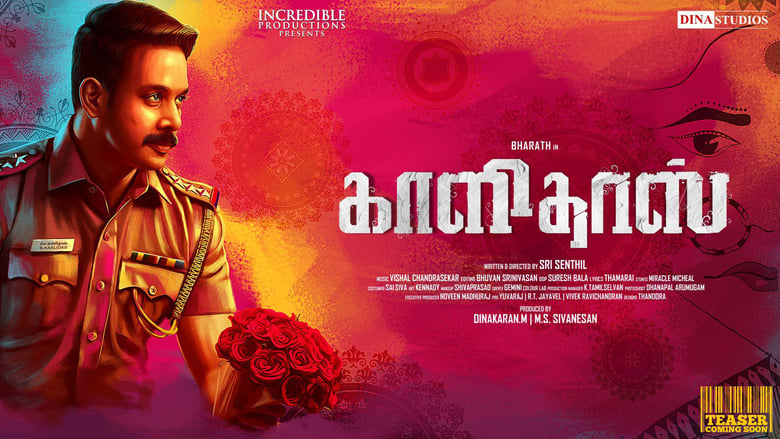 INCREDIBLE
PRODUCTIONS
PRESENTS
DINA STUDIOS
BHARATH IN
காளிதாஸ்
S.KAALIDAS
WRITTEN & DIRECTED BY SRI SENTHIL
MUSIC VISHAL CHANDRASEKAR EDITING BHUVAN SRINIVASAN DOP SURESH BALA LYRICS THAMARAI STUNTS MIRACLE MICHEAL
COSTUMER SAI SIVA ART KENNADY MAKEUP SHIVAPRASAD GEMINI COLOUR LAB PRODUCTION MANAGER K.TAMILSELVAN PHOTOSHOOT DHANAPAL ARUMUGAM
EXECUTIVE PRODUCER NOVEEN MADHURAJ PRO YUVARAJ | R.T. JAYAVEL | VIVEK RAVICHANDRAN DESIGNS THANDORA
PRODUCED BY
DINAKARAN.M | M.S. SIVANESAN
TEASER
COMING SOON